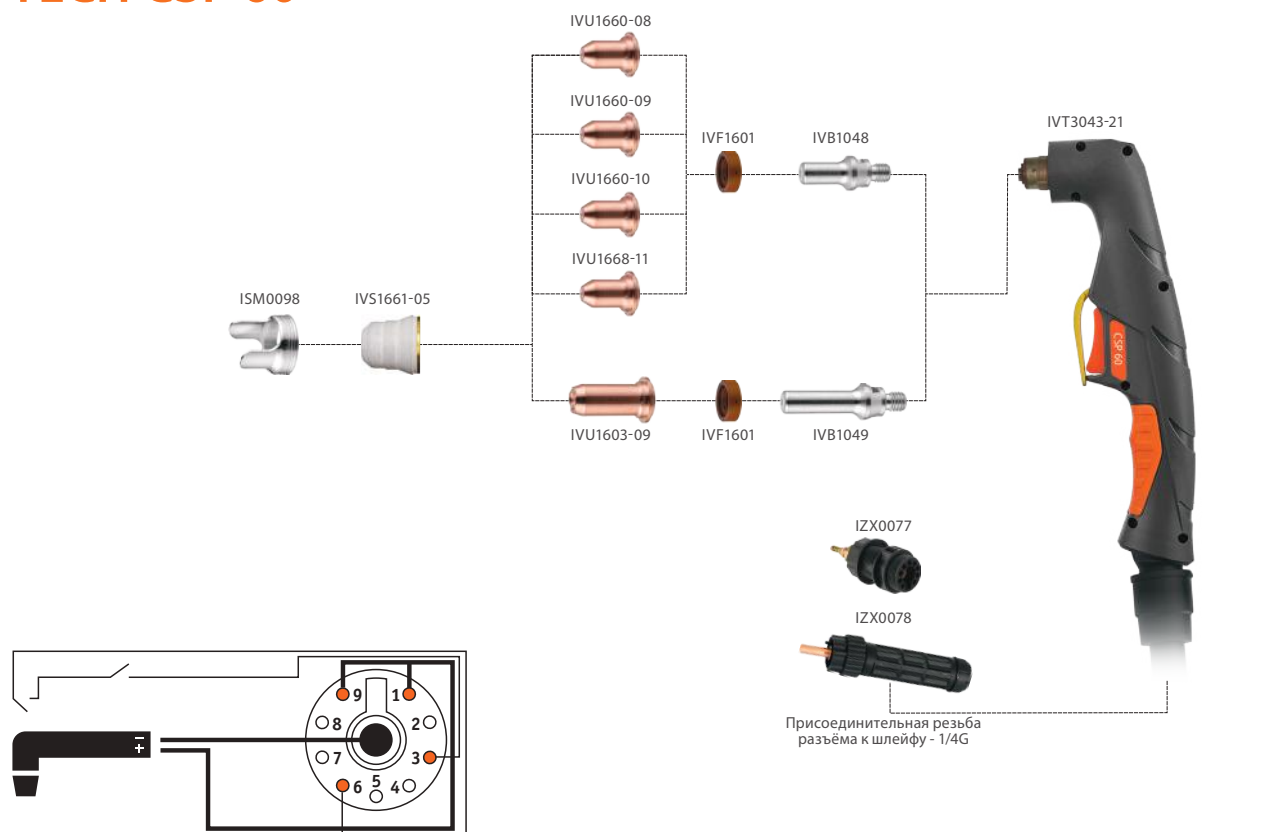 IVU1660-08
IVU1660-09
IVF1601
IVB1048
IVT3043-21
IVU1660-10
IVU1668-11
ISM0098
IVS1661-05
CSP 60
IVU1603-09
IVF1601
IVB1049
IZX0077
IZX0078
Присоединительная резьба
разъёма к шлейфу - 1/4G
9
1
8
2
7
3
6
5
4
–
+